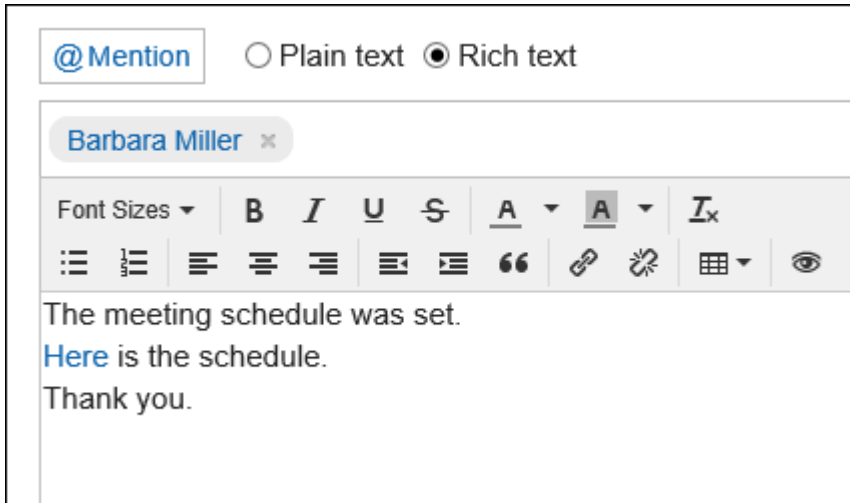 @Mention Plain text Rich text
Barbara Miller ×
Font Sizes B I U S A A Ix
The meeting schedule was set.
Here is the schedule.
Thank you.